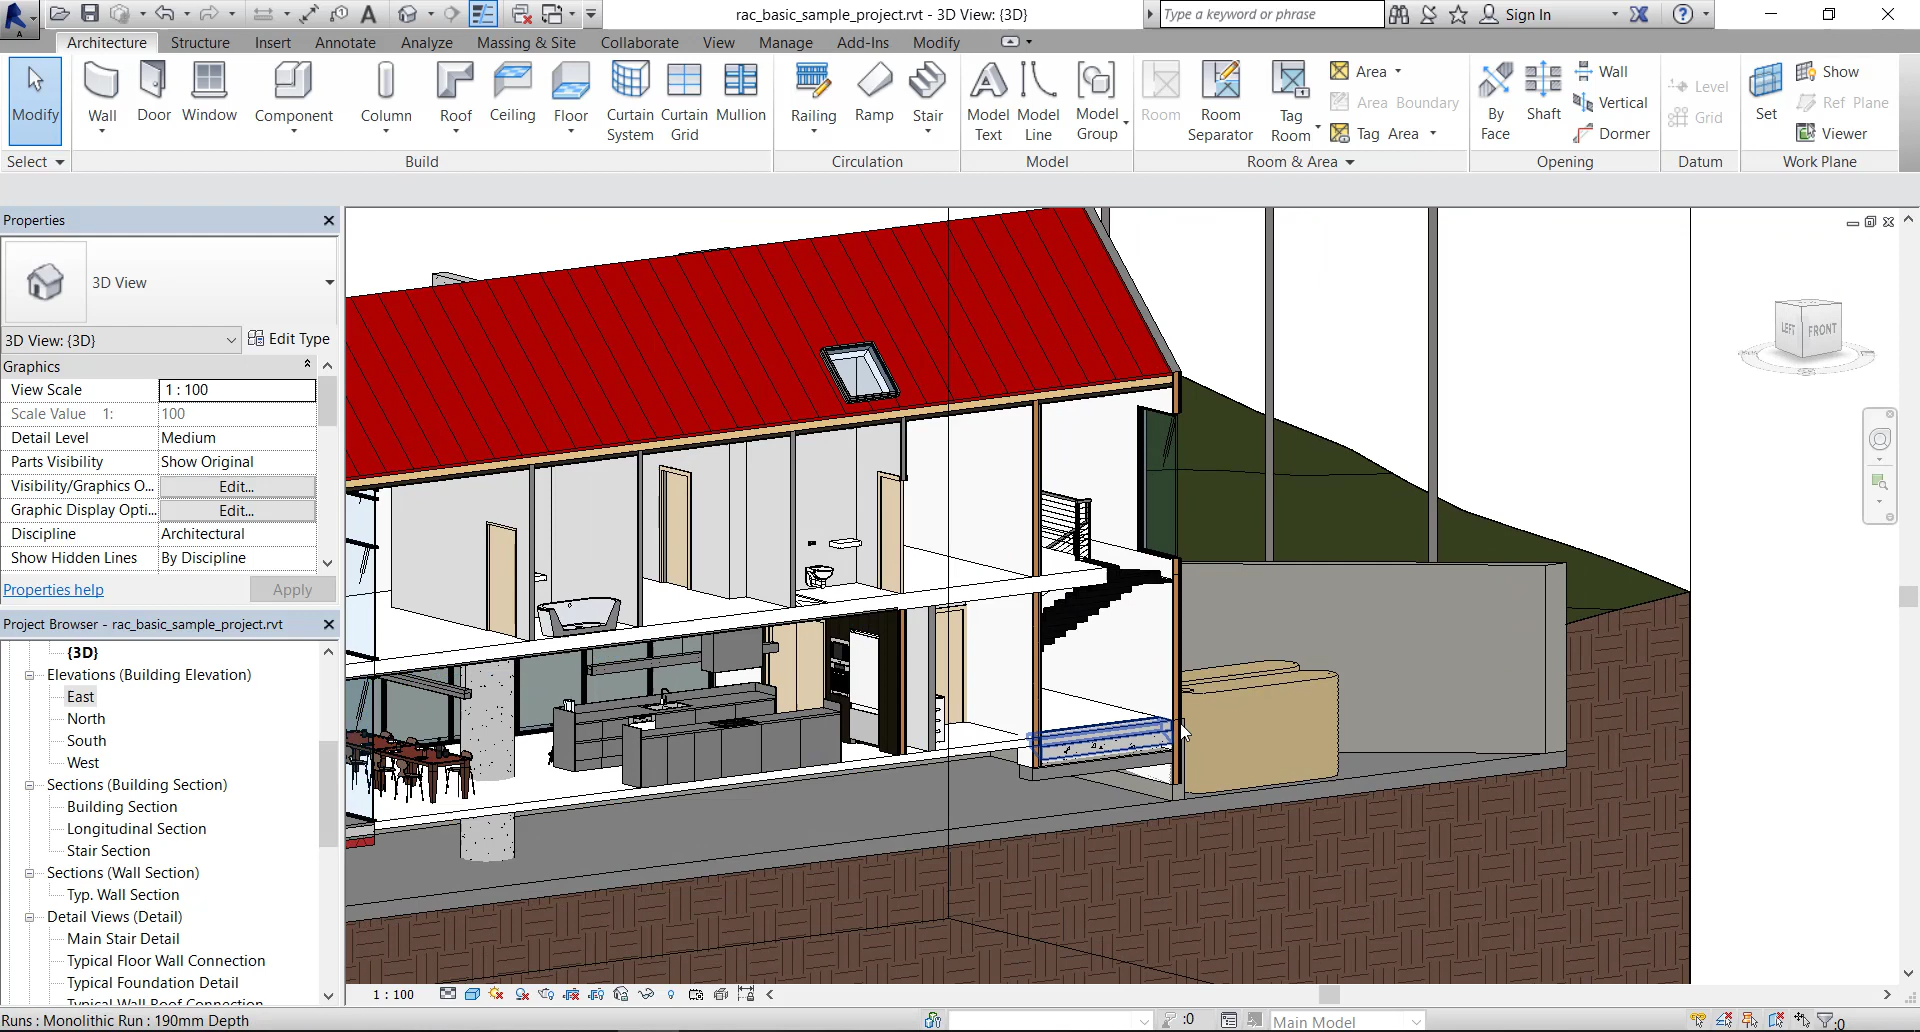 rac_basic_sample_project.rvt - 3D View: {3D}
Type a keyword or phrase
Sign In
Architecture Structure Insert Annotate Analyze Massing & Site Collaborate View Manage Add-Ins Modify
Modify
Wall
Door
Window
Component
Column
Roof
Ceiling
Floor
Curtain System
Curtain Grid
Mullion
Railing
Ramp
Stair
Model Text
Model Line
Model Group
Room
Room Separator
Tag Room
Area
Area Boundary
Tag Area
By Face
Shaft
Wall
Vertical
Dormer
Level
Grid
Set
Show
Ref Plane
Viewer
Select
Build
Circulation
Model
Room & Area
Opening
Datum
Work Plane
Properties
3D View
3D View: {3D}
Edit Type
Graphics
View Scale 1 : 100
Scale Value 1: 100
Detail Level Medium
Parts Visibility Show Original
Visibility/Graphics O... Edit...
Graphic Display Opti... Edit...
Discipline Architectural
Show Hidden Lines By Discipline
Properties help
Apply
Project Browser - rac_basic_sample_project.rvt
{3D}
Elevations (Building Elevation)
East
North
South
West
Sections (Building Section)
Building Section
Longitudinal Section
Stair Section
Sections (Wall Section)
Typ. Wall Section
Detail Views (Detail)
Main Stair Detail
Typical Floor Wall Connection
Typical Foundation Detail
Typical Wall Roof Connection
LEFT
FRONT
1 : 100
Runs : Monolithic Run : 190mm Depth
:0
Main Model
:0